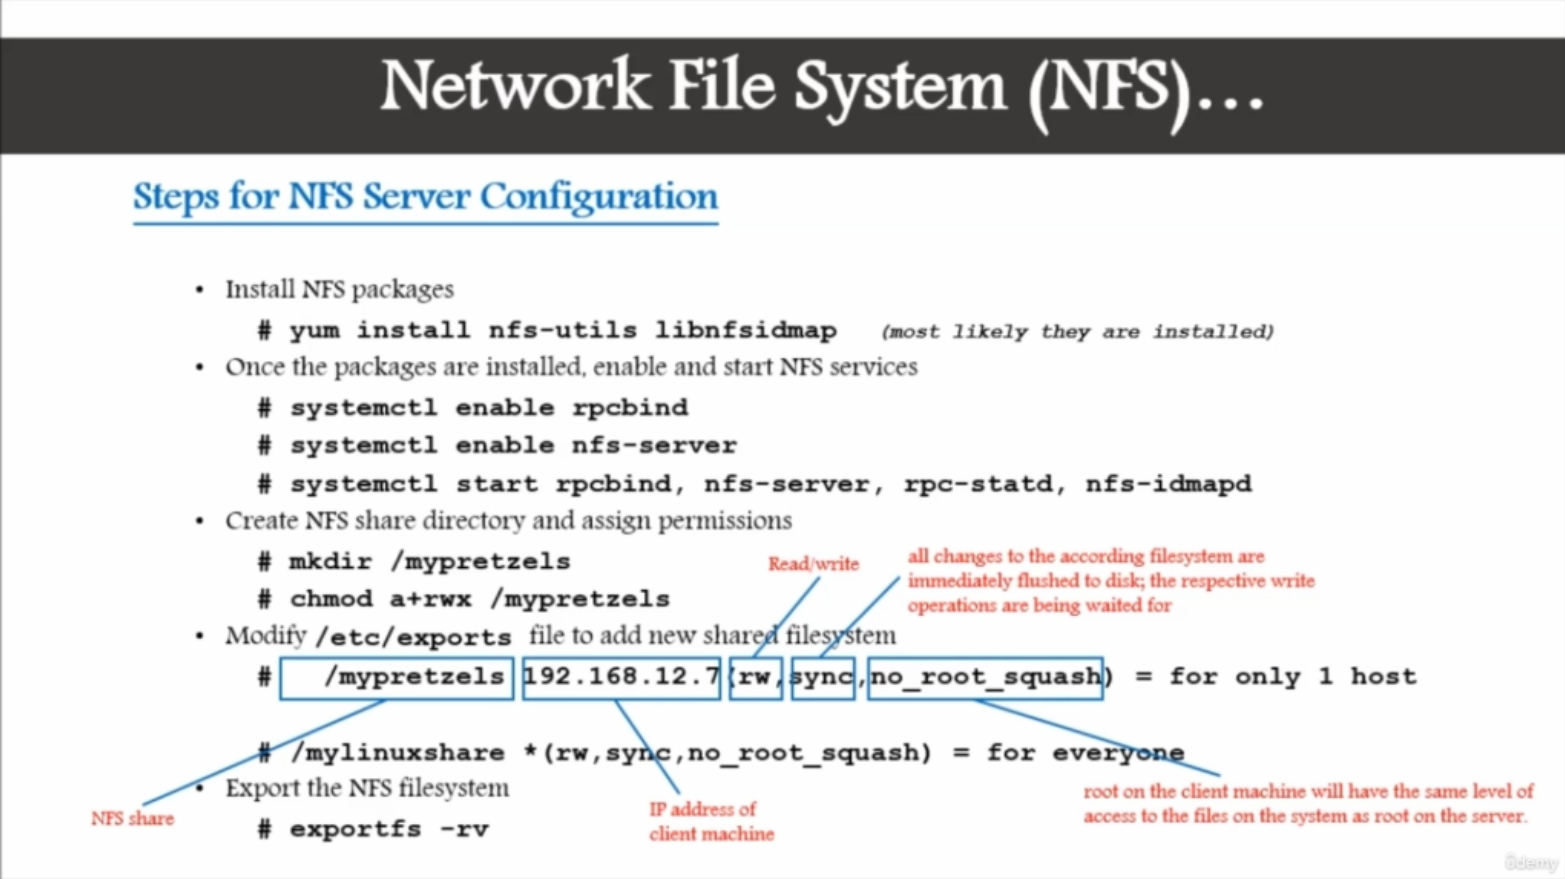 Network File System (NFS)...
Steps for NFS Server Configuration
• Install NFS packages
# yum install nfs-utils libnfsidmap (most likely they are installed)
• Once the packages are installed, enable and start NFS services
# systemctl enable rpcbind
# systemctl enable nfs-server
# systemctl start rpcbind, nfs-server, rpc-statd, nfs-idmapd
• Create NFS share directory and assign permissions
# mkdir /mypretzels
# chmod a+rwx /mypretzels
Read/write
all changes to the according filesystem are
immediately flushed to disk; the respective write
operations are being waited for
• Modify /etc/exports file to add new shared filesystem
# /mypretzels 192.168.12.7(rw,sync,no_root_squash) = for only 1 host
# /mylinuxshare *(rw,sync,no_root_squash) = for everyone
• Export the NFS filesystem
# exportfs -rv
NFS share
IP address of
client machine
root on the client machine will have the same level of
access to the files on the system as root on the server.
ûdemy